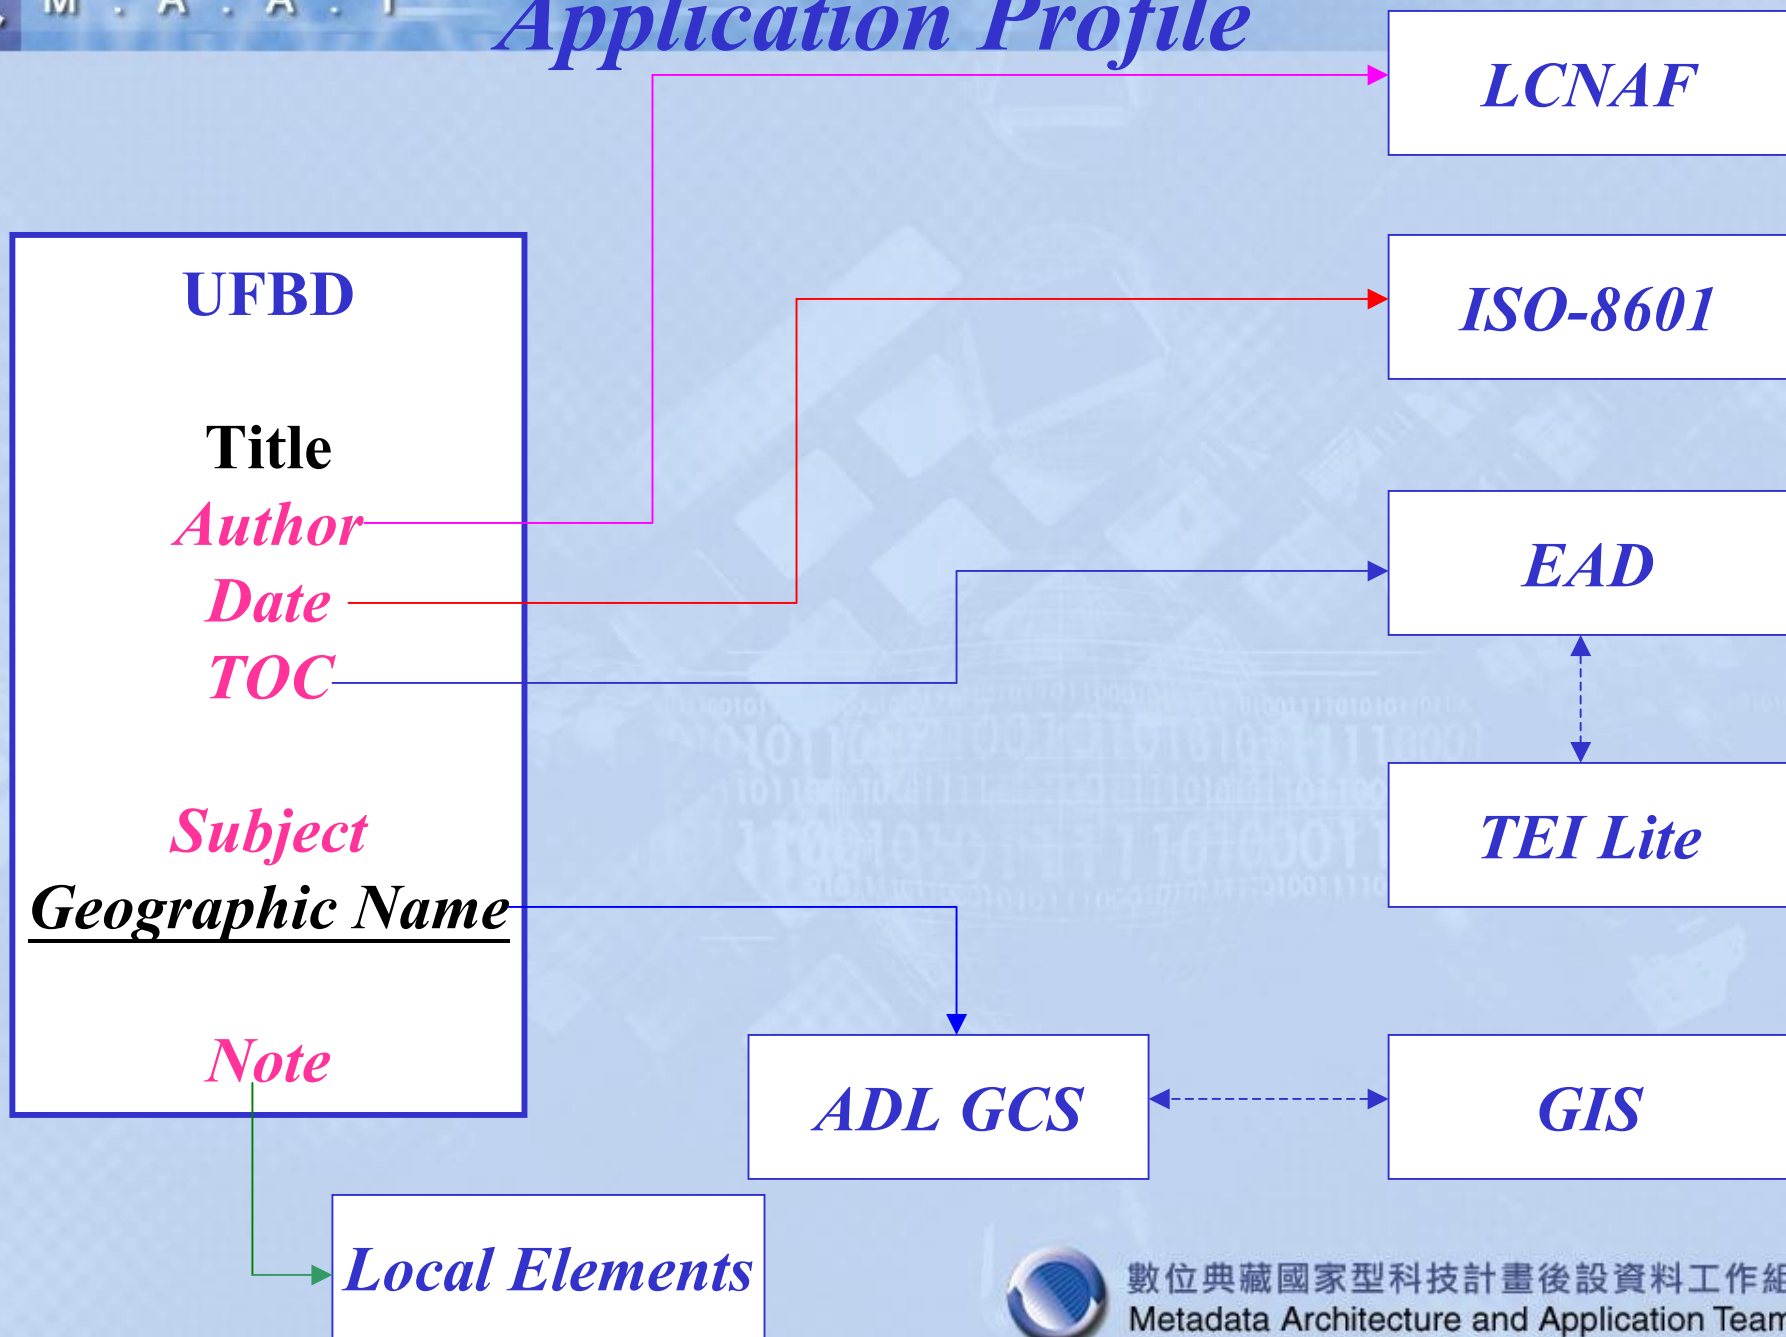 M . A . A . T
Application Profile
LCNAF
ISO-8601
UFBD
Title
Author
Date
TOC
Subject
Geographic Name
Note
EAD
TEI Lite
ADL GCS
GIS
Local Elements
數位典藏國家型科技計畫後設資料工作組
Metadata Architecture and Application Team